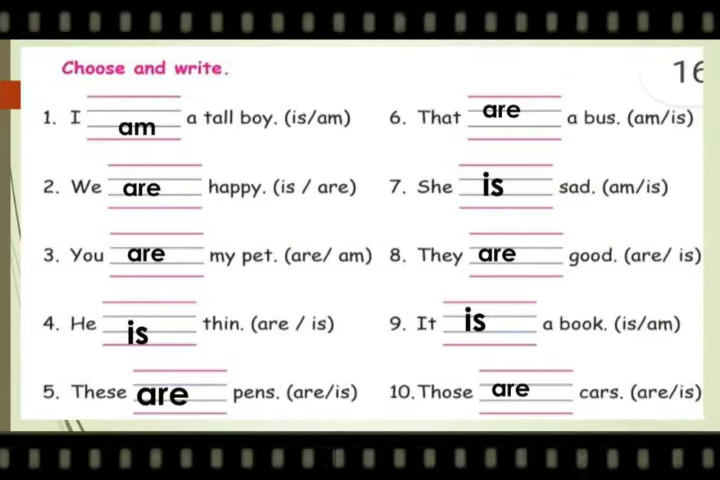 Choose and write.
16
1. I am a tall boy. (is/am)
2. We are happy. (is / are)
3. You are my pet. (are/ am)
4. He is thin. (are / is)
5. These are pens. (are/is)
6. That are a bus. (am/is)
7. She is sad. (am/is)
8. They are good. (are/ is)
9. It is a book. (is/am)
10. Those are cars. (are/is)